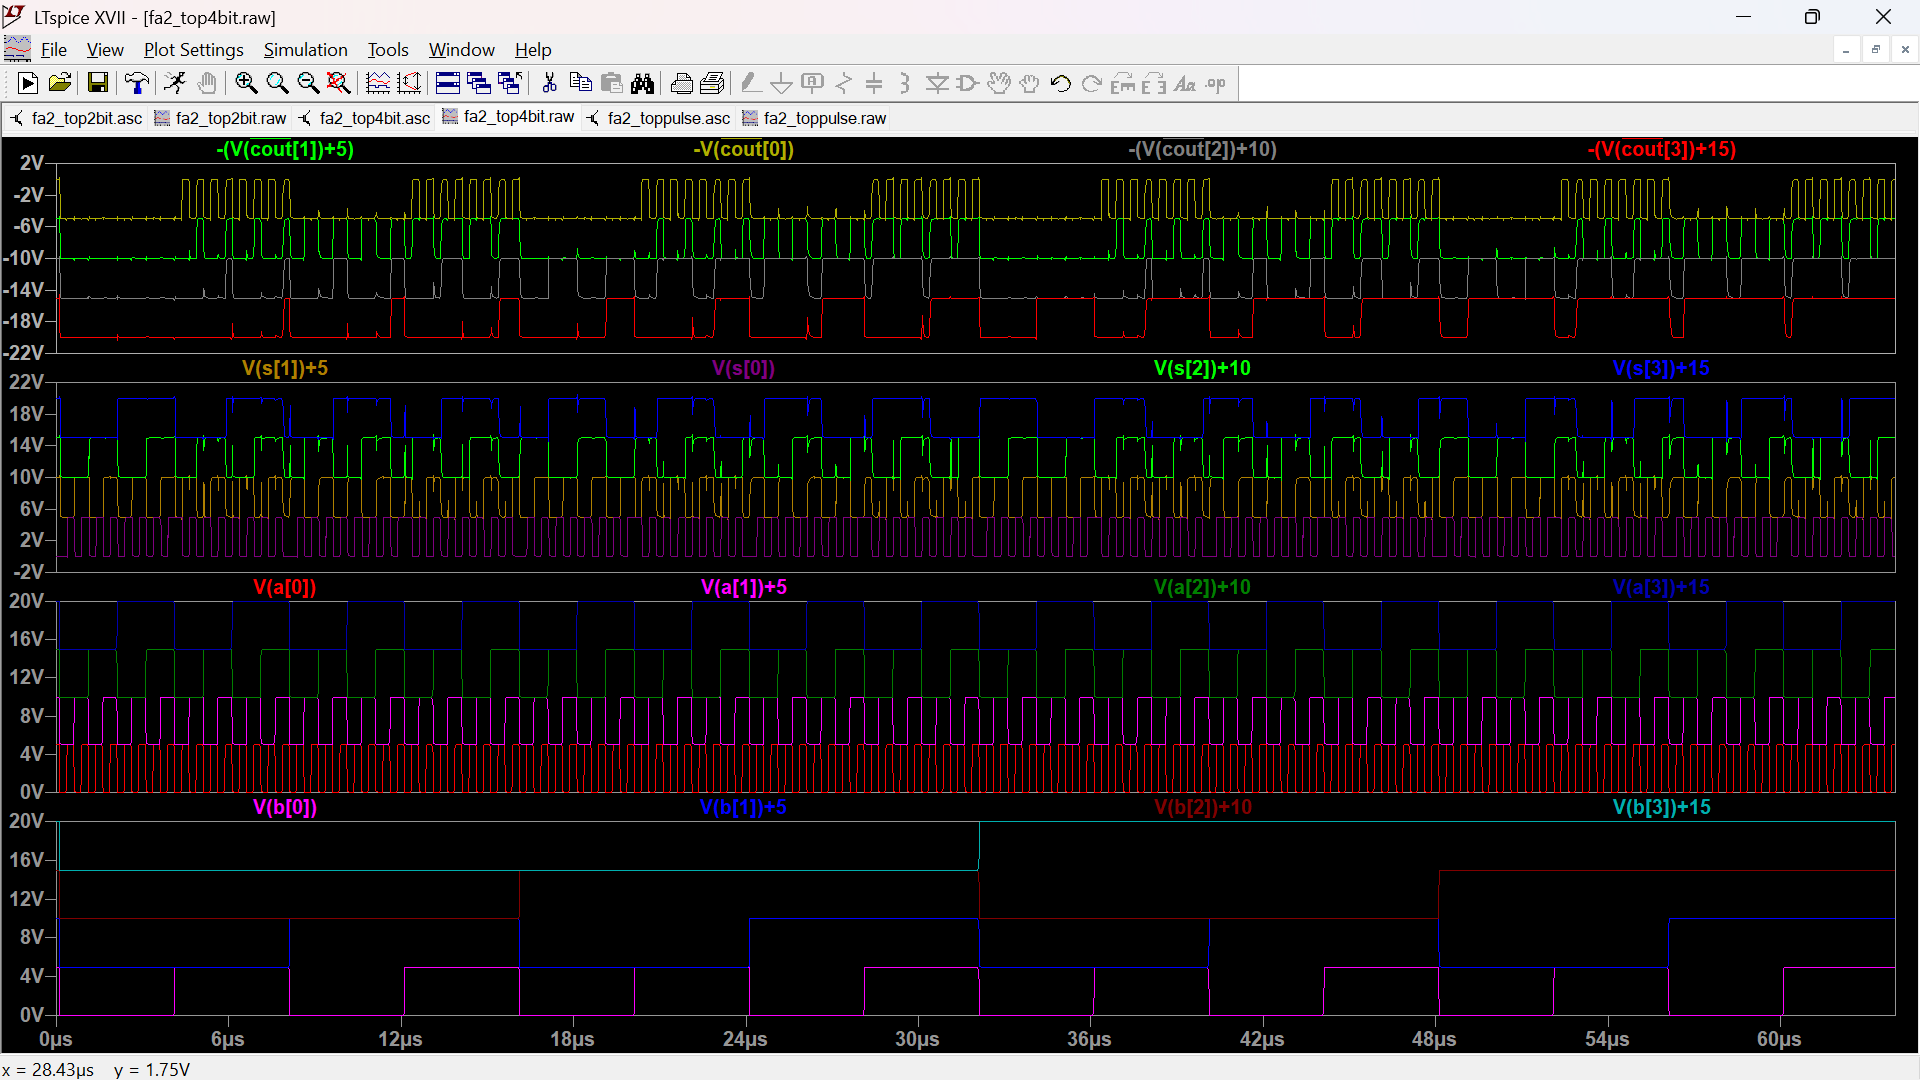 LTspice XVII - [fa2_top4bit.raw]
File View Plot Settings Simulation Tools Window Help
fa2_top2bit.asc fa2_top2bit.raw fa2_top4bit.asc fa2_top4bit.raw fa2_toppulse.asc fa2_toppulse.raw
-(V(cout[1])+5) -V(cout[0]) -(V(cout[2])+10) -(V(cout[3])+15)
2V
-2V
-6V
-10V
-14V
-18V
-22V
V(s[1])+5 V(s[0]) V(s[2])+10 V(s[3])+15
22V
18V
14V
10V
6V
2V
-2V
V(a[0]) V(a[1])+5 V(a[2])+10 V(a[3])+15
20V
16V
12V
8V
4V
0V
V(b[0]) V(b[1])+5 V(b[2])+10 V(b[3])+15
20V
16V
12V
8V
4V
0V
0µs 6µs 12µs 18µs 24µs 30µs 36µs 42µs 48µs 54µs 60µs
x = 28.43µs y = 1.75V